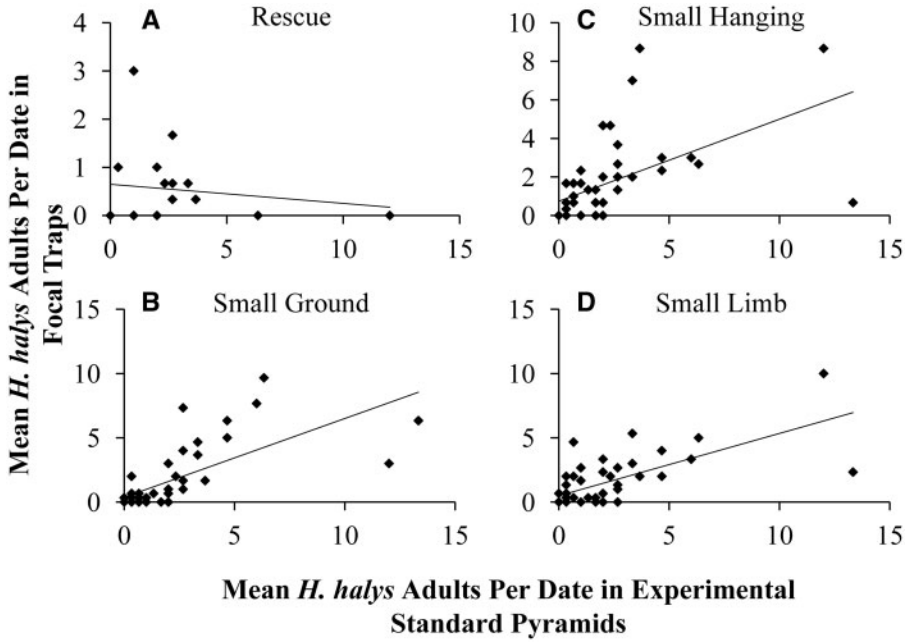 Mean H. halys Adults Per Date in
Focal Traps
A Rescue
4
3
2
1
0
0 5 10 15
C Small Hanging
10
8
6
4
2
0
0 5 10 15
B Small Ground
15
10
5
0
0 5 10 15
D Small Limb
15
10
5
0
0 5 10 15
Mean H. halys Adults Per Date in Experimental
Standard Pyramids